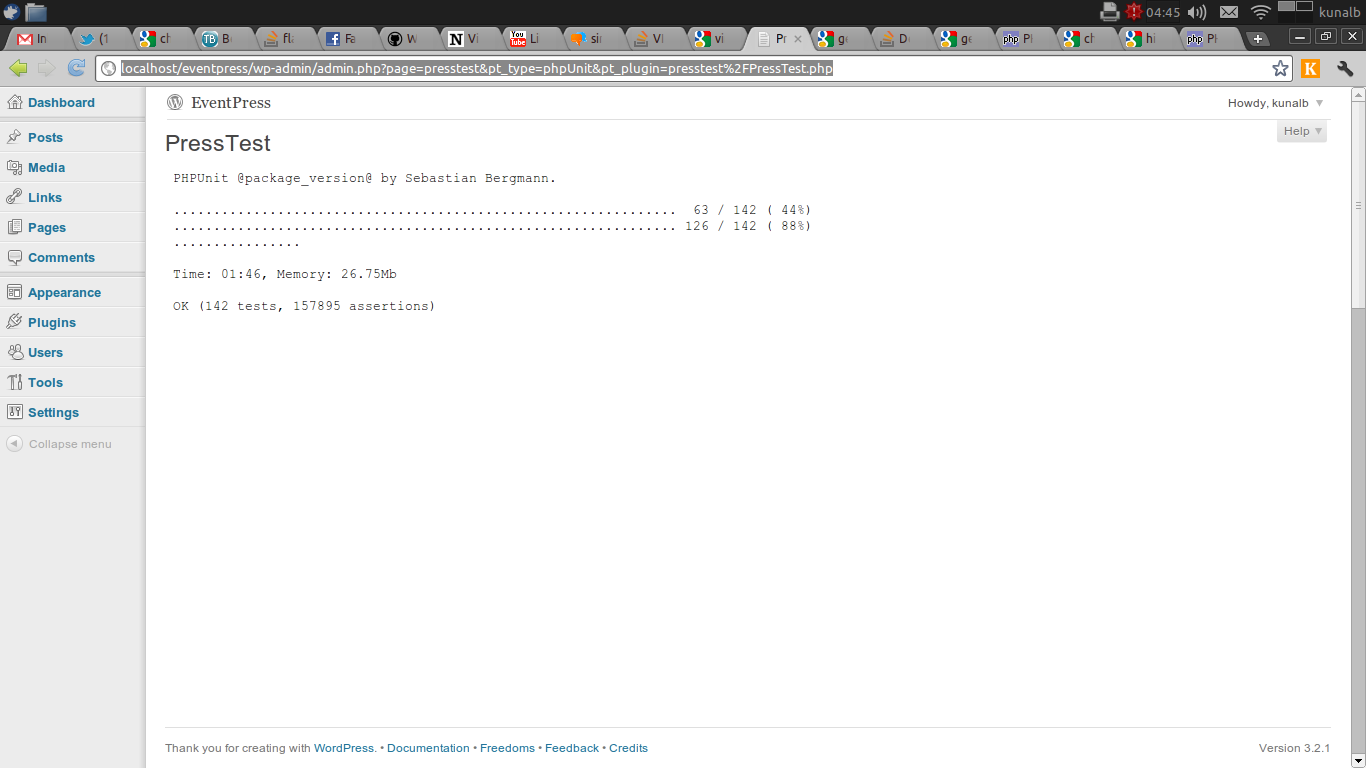 04:45 kunalb
In (1 ch B fl Fa W Vi Li sir VI vi Pr ge D ge Pl ch hi Pl
localhost/eventpress/wp-admin/admin.php?page=presstest&pt_type=phpUnit&pt_plugin=presstest%2FPressTest.php
EventPress
Howdy, kunalb
Help
Dashboard
Posts
Media
Links
Pages
Comments
Appearance
Plugins
Users
Tools
Settings
Collapse menu
PressTest
PHPUnit @package_version@ by Sebastian Bergmann.
............................................................... 63 / 142 ( 44%)
............................................................... 126 / 142 ( 88%)
................
Time: 01:46, Memory: 26.75Mb
OK (142 tests, 157895 assertions)
Thank you for creating with WordPress. • Documentation • Freedoms • Feedback • Credits
Version 3.2.1